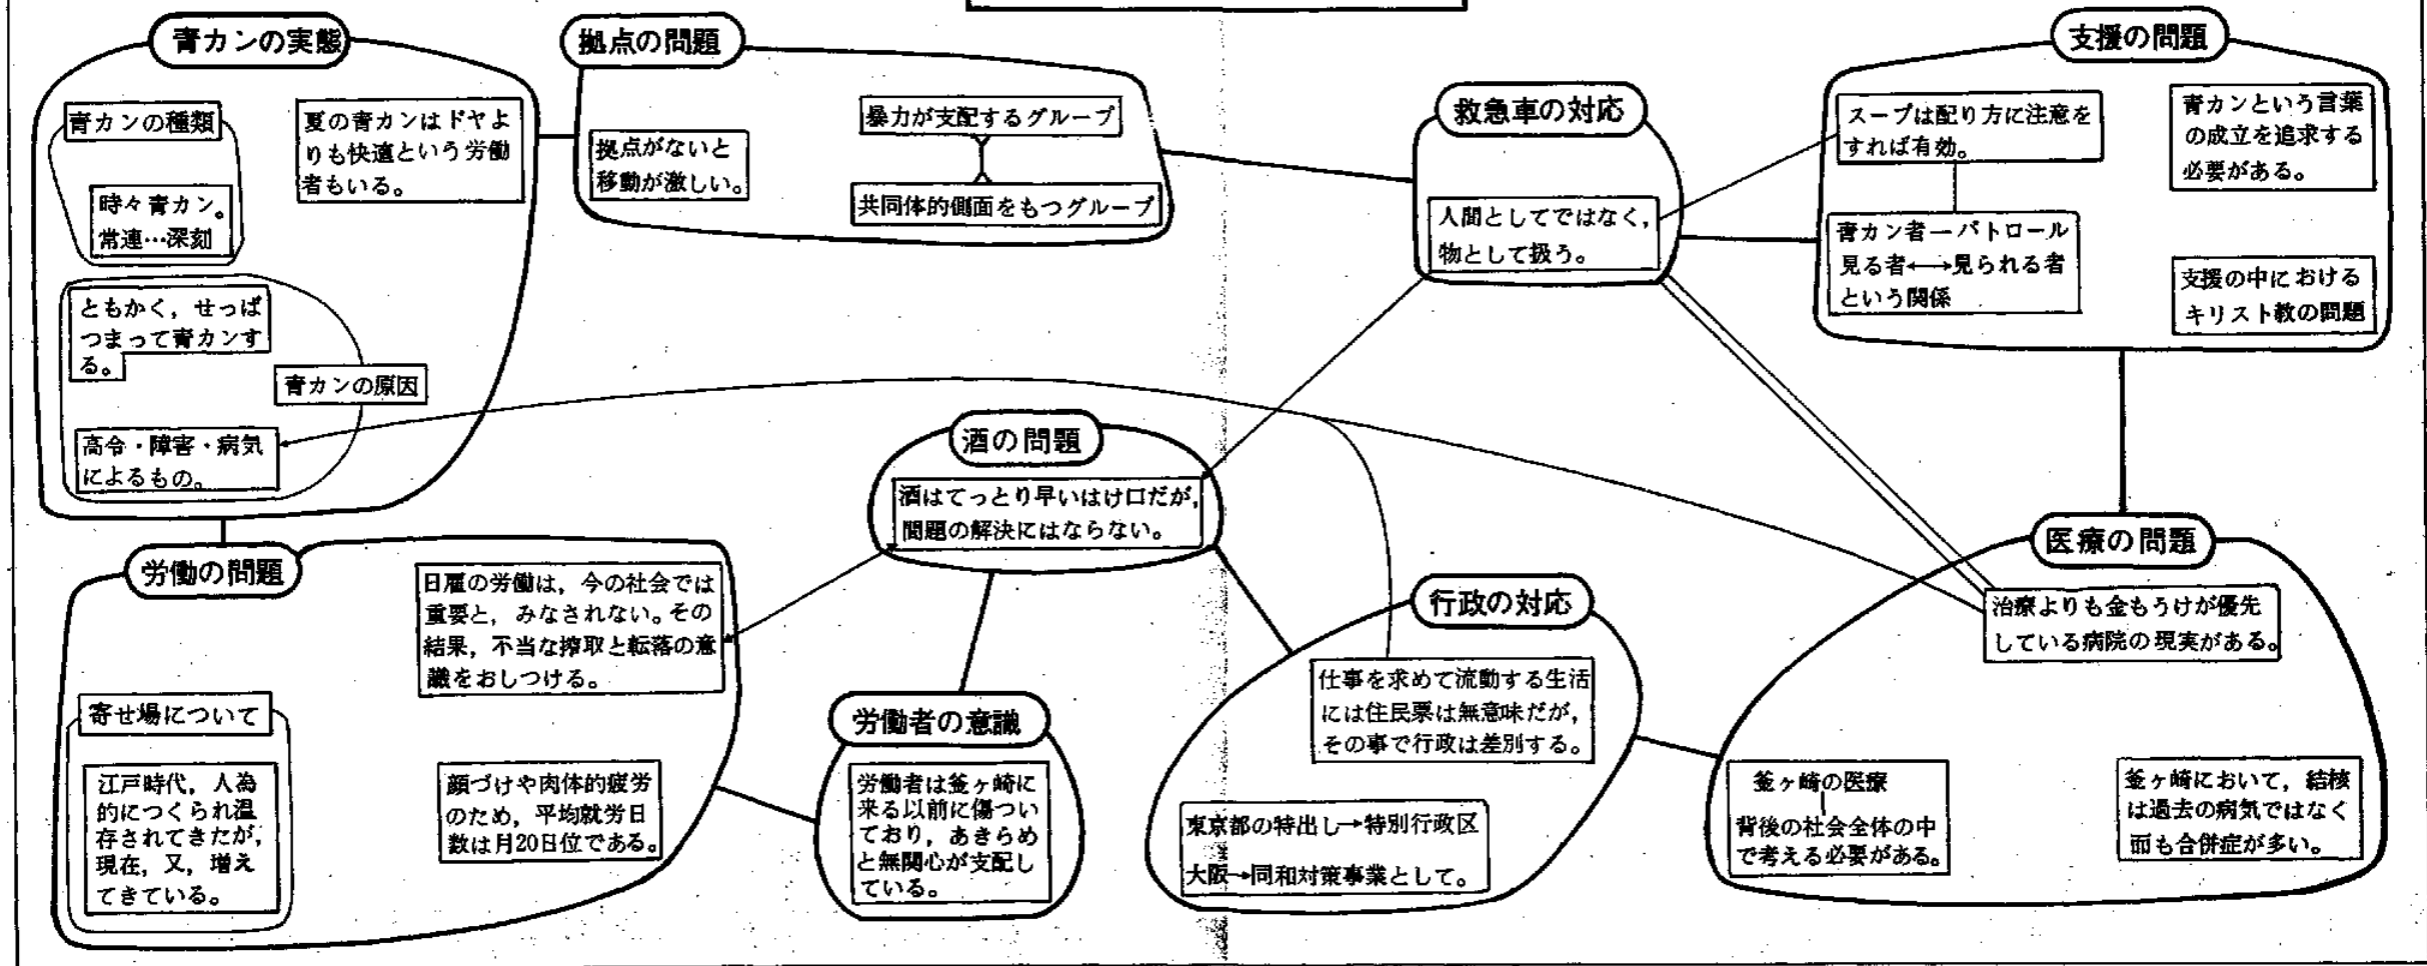 青カンの実態
青カンの種類
時々青カン。
常連…深刻
夏の青カンはドヤよ
りも快適という労働
者もいる。
ともかく，せっぱ
つまって青カンす
る。
青カンの原因
高令・障害・病気
によるもの。
拠点の問題
拠点がないと
移動が激しい。
暴力が支配するグループ
共同体的側面をもつグループ
救急車の対応
人間としてではなく，
物として扱う。
支援の問題
スープは配り方に注意を
すれば有効。
青カン者―パトロール
見る者←→見られる者
という関係
青カンという言葉
の成立を追求する
必要がある。
支援の中における
キリスト教の問題
酒の問題
酒はてっとり早いはけ口だが，
問題の解決にはならない。
労働の問題
日雇の労働は，今の社会では
重要と，みなされない。その
結果，不当な搾取と転落の意
識をおしつける。
寄せ場について
江戸時代，人為
的につくられ温
存されてきたが，
現在，又，増え
てきている。
顔づけや肉体的疲労
のため，平均就労日
数は月20日位である。
労働者の意識
労働者は釜ヶ崎に
来る以前に傷つい
ており，あきらめ
と無関心が支配し
ている。
行政の対応
仕事を求めて流動する生活
には住民票は無意味だが，
その事で行政は差別する。
東京都の特出し→特別行政区
大阪→同和対策事業として。
医療の問題
治療よりも金もうけが優先
している病院の現実がある。
釜ヶ崎の医療
背後の社会全体の中
で考える必要がある。
釜ヶ崎において，結核
は過去の病気ではなく
而も合併症が多い。